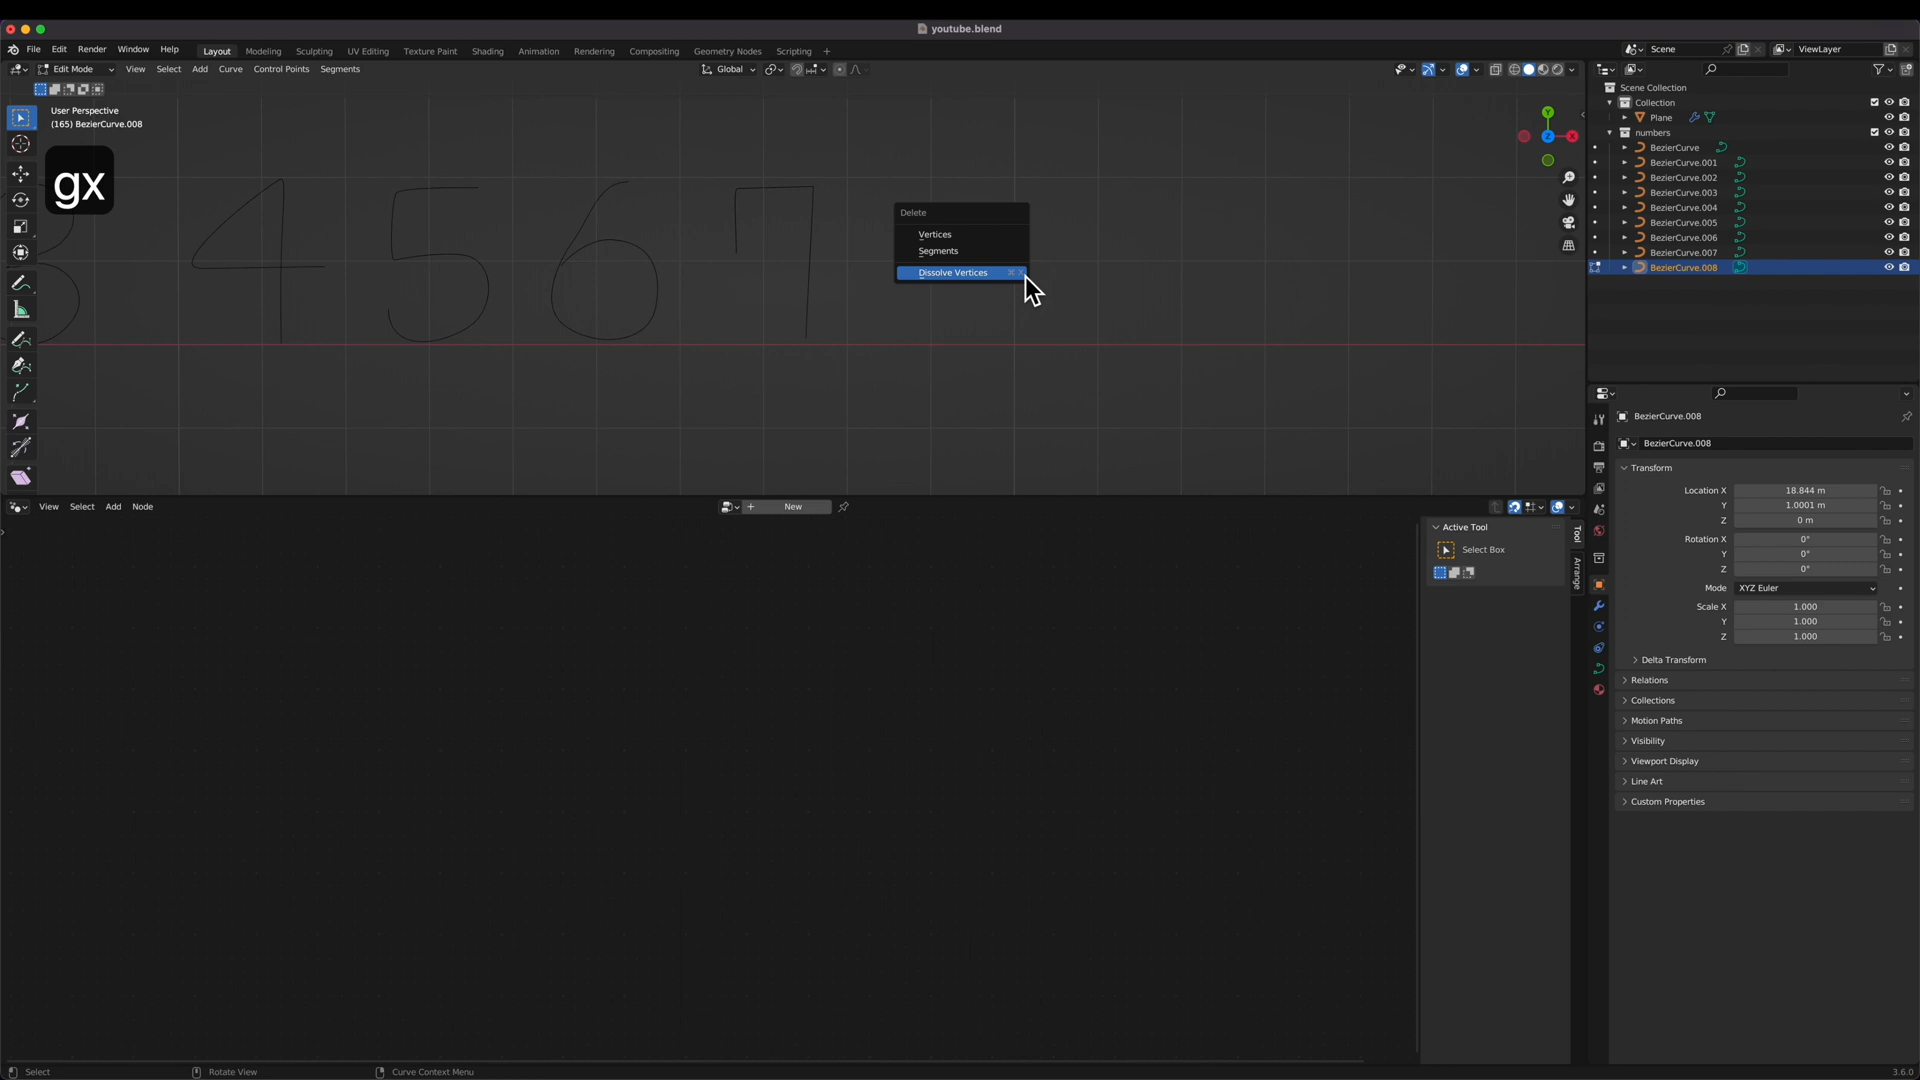 youtube.blend
File Edit Render Window Help Layout Modeling Sculpting UV Editing Texture Paint Shading Animation Rendering Compositing Geometry Nodes Scripting + Scene ViewLayer
Edit Mode View Select Add Curve Control Points Segments Global
User Perspective
(165) BezierCurve.008
gx
4 5 6 7
Delete
Vertices
Segments
Dissolve Vertices ⌘ X
Y
Z X
Scene Collection
Collection
Plane
numbers
BezierCurve
BezierCurve.001
BezierCurve.002
BezierCurve.003
BezierCurve.004
BezierCurve.005
BezierCurve.006
BezierCurve.007
BezierCurve.008
View Select Add Node + New
Active Tool
Select Box
Tool
Arrange
BezierCurve.008
BezierCurve.008
Transform
Location X 18.844 m
Y 1.0001 m
Z 0 m
Rotation X 0°
Y 0°
Z 0°
Mode XYZ Euler
Scale X 1.000
Y 1.000
Z 1.000
Delta Transform
Relations
Collections
Motion Paths
Visibility
Viewport Display
Line Art
Custom Properties
Select Rotate View Curve Context Menu 3.6.0